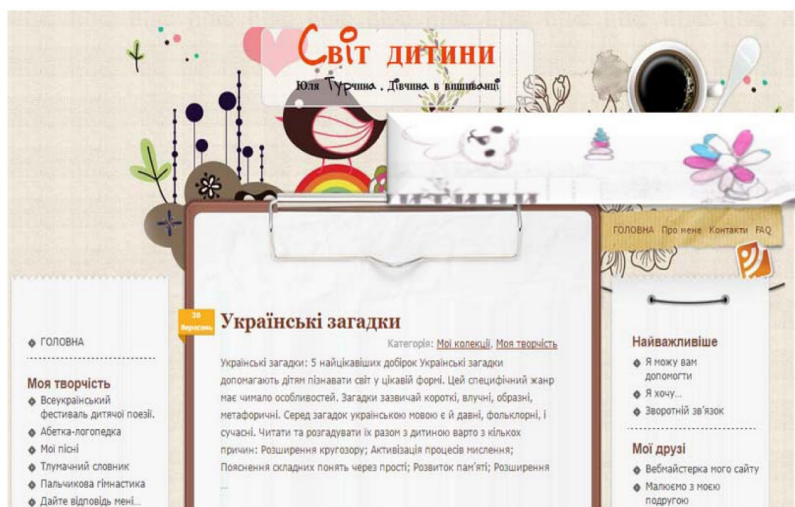 Світ дитини
Юля Турчина . Дівчина в вишиванці
ГОЛОВНА Про мене Контакти FAQ
ГОЛОВНА
Моя творчість
Всеукраїнський
фестиваль дитячої поезії.
Абетка-логопедка
Мої пісні
Тлумачний словник
Пальчикова гімнастика
Дайте відповідь мені...
Вересень
Українські загадки
Категорія: Мої колекції, Моя творчість
Українські загадки: 5 найцікавіших добірок Українські загадки
допомагають дітям пізнавати світ у цікавій формі. Цей специфічний жанр
має чимало особливостей. Загадки зазвичай короткі, влучні, образні,
метафоричні. Серед загадок українською мовою є й давні, фольклорні, і
сучасні. Читати та розгадувати їх разом з дитиною варто з кількох
причин: Розширення кругозору; Активізація процесів мислення;
Пояснення складних понять через прості; Розвиток пам'яті; Розширення
...
Найважливіше
Я можу вам
допомогти
Я хочу...
Зворотній зв'язок
Мої друзі
Вебмайстерка мого сайту
Малюємо з моєю
подругою